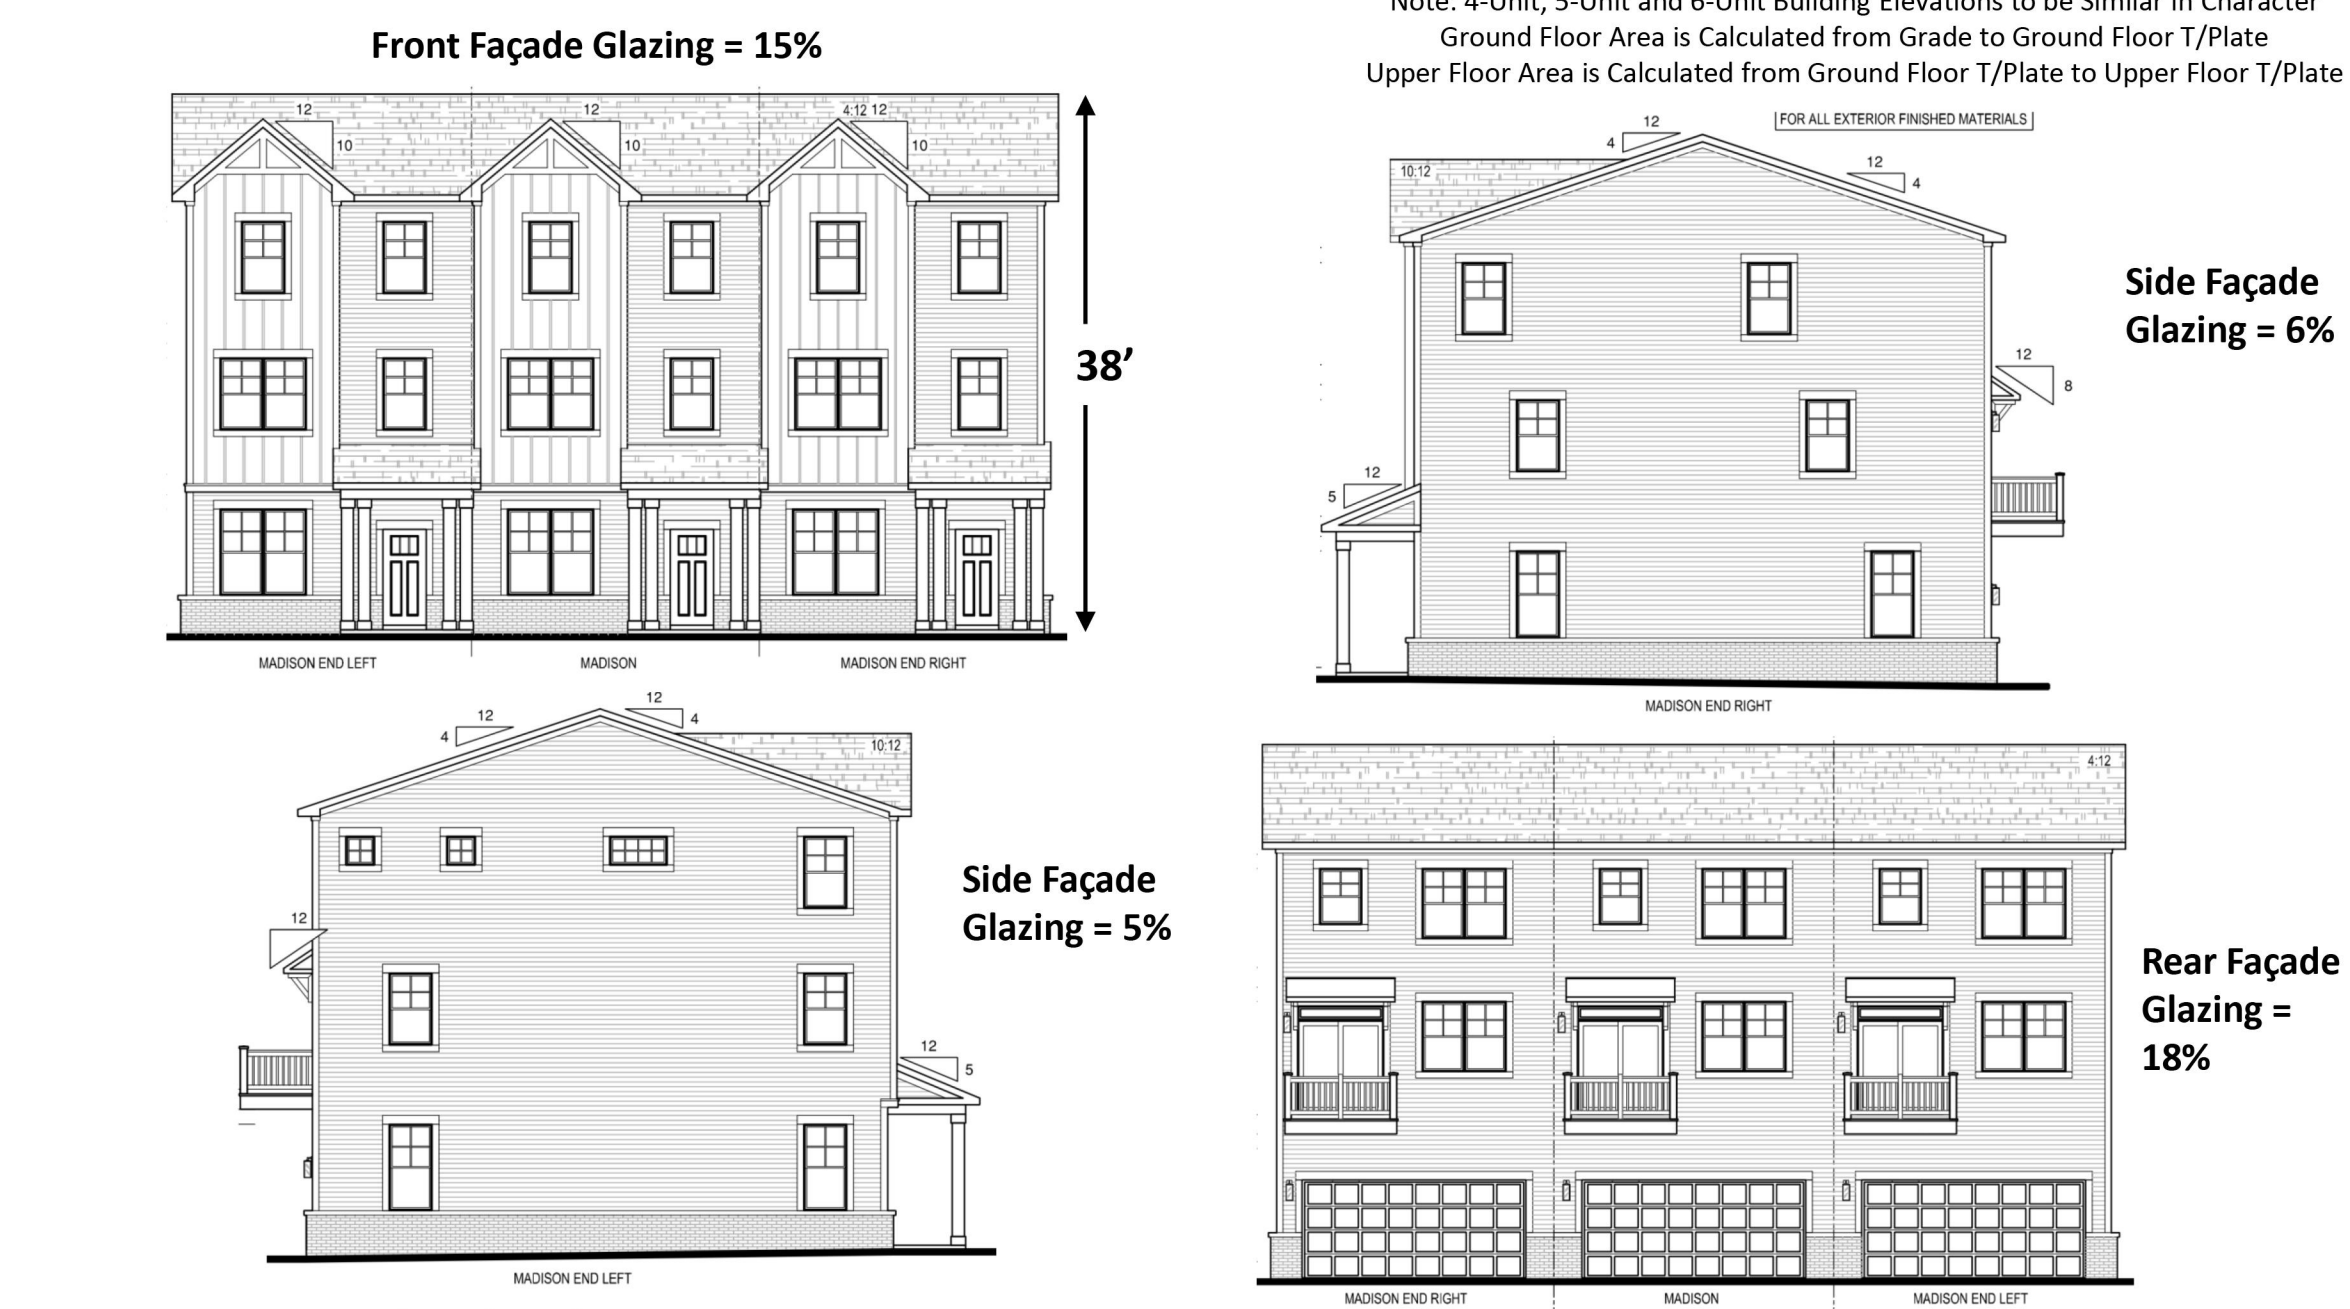 Note: 4-Unit, 5-Unit and 6-Unit Building Elevations to be Similar in Character
Ground Floor Area is Calculated from Grade to Ground Floor T/Plate
Upper Floor Area is Calculated from Ground Floor T/Plate to Upper Floor T/Plate
Front Façade Glazing = 15%
12
10
12
10
4:12 12
10
38’
MADISON END LEFT
MADISON
MADISON END RIGHT
FOR ALL EXTERIOR FINISHED MATERIALS
12
4
10:12
12
4
12
8
12
5
Side Façade
Glazing = 6%
MADISON END RIGHT
12
4
12
4
10:12
12
12
5
Side Façade
Glazing = 5%
MADISON END LEFT
4:12
Rear Façade
Glazing =
18%
MADISON END RIGHT
MADISON
MADISON END LEFT